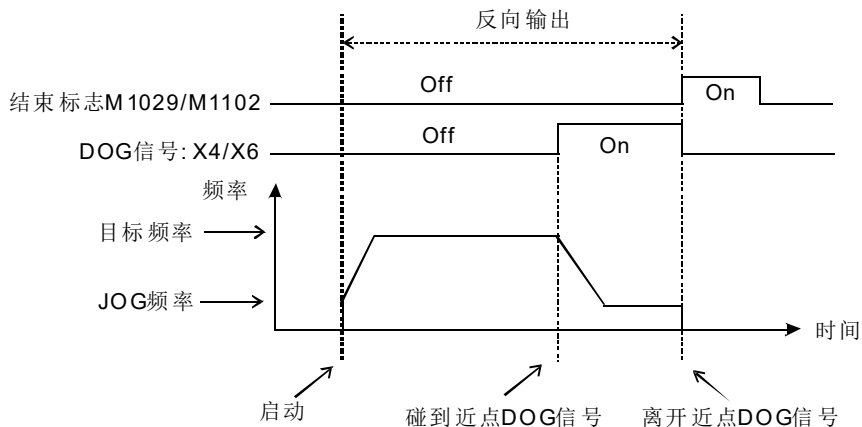 反向输出
结束标志M1029/M1102
Off
On
DOG信号: X4/X6
Off
On
频率
目标频率
JOG频率
时间
启动
碰到近点DOG信号
离开近点DOG信号